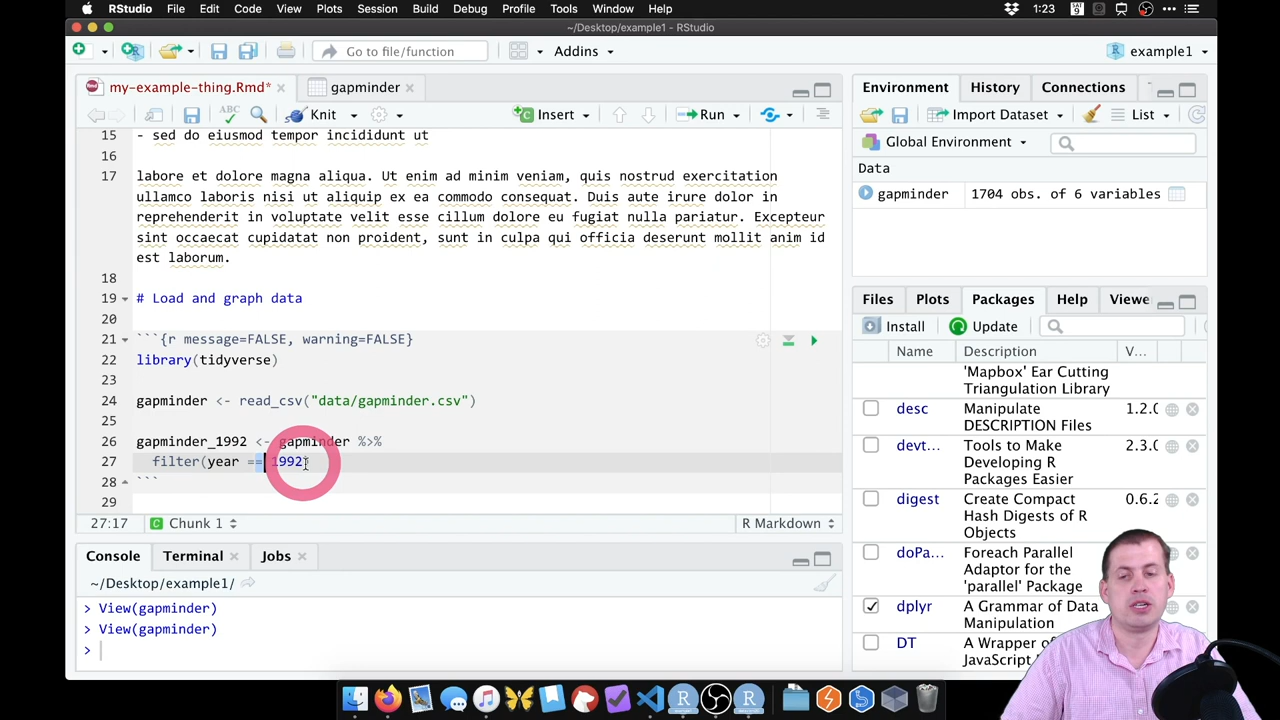 RStudio File Edit Code View Plots Session Build Debug Profile Tools Window Help 1:23
~/Desktop/example1 - RStudio
Go to file/function Addins example1
my-example-thing.Rmd* gapminder
Knit Insert Run
15 - sed do eiusmod tempor incididunt ut
16
17 labore et dolore magna aliqua. Ut enim ad minim veniam, quis nostrud exercitation
ullamco laboris nisi ut aliquip ex ea commodo consequat. Duis aute irure dolor in
reprehenderit in voluptate velit esse cillum dolore eu fugiat nulla pariatur. Excepteur
sint occaecat cupidatat non proident, sunt in culpa qui officia deserunt mollit anim id
est laborum.
18
19 # Load and graph data
20
21 ```{r message=FALSE, warning=FALSE}
22 library(tidyverse)
23
24 gapminder <- read_csv("data/gapminder.csv")
25
26 gapminder_1992 <- gapminder %>%
27 filter(year == 1992)
28 ```
29
27:17 Chunk 1 R Markdown
Console Terminal Jobs
~/Desktop/example1/
> View(gapminder)
> View(gapminder)
>
Environment History Connections
Import Dataset List
Global Environment
Data
gapminder 1704 obs. of 6 variables
Files Plots Packages Help Viewe
Install Update
Name Description V...
'Mapbox' Ear Cutting
Triangulation Library
desc Manipulate 1.2.0
DESCRIPTION Files
devt... Tools to Make 2.3.0
Developing R
Packages Easier
digest Create Compact 0.6.2
Hash Digests of R
Objects
doPa... Foreach Parallel
Adaptor for the
'parallel' Package
dplyr A Grammar of Data
Manipulation
DT A Wrapper of
JavaScript